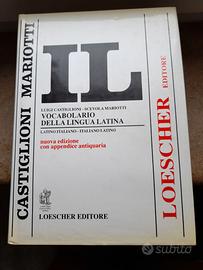 CASTIGLIONI MARIOTTI
IL
LUIGI CASTIGLIONI - SCEVOLA MARIOTTI
VOCABOLARIO
DELLA LINGUA LATINA
LATINO-ITALIANO - ITALIANO-LATINO
nuova edizione
con appendice antiquaria
LOESCHER EDITORE
LOESCHER EDITORE
subito